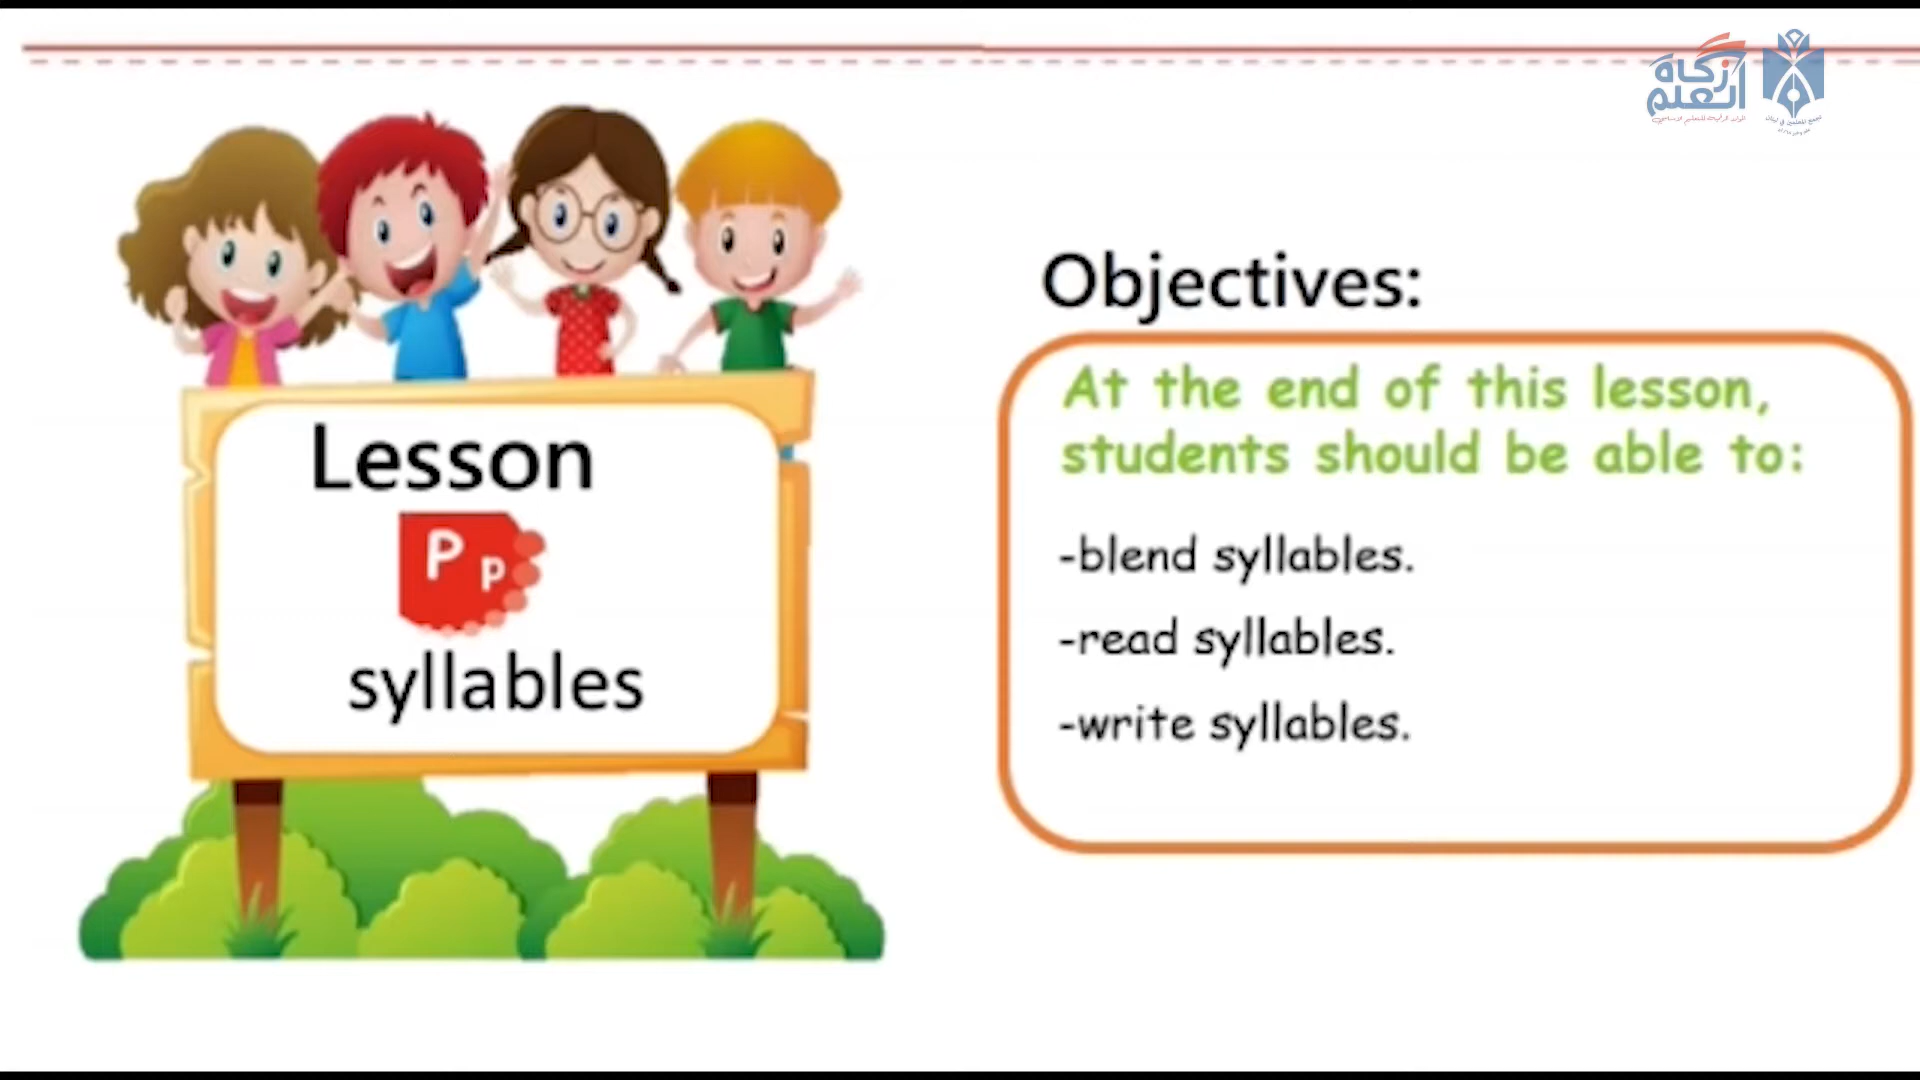 زكاة
العلم
Lesson
P p
syllables
Objectives:
At the end of this lesson,
students should be able to:
-blend syllables.
-read syllables.
-write syllables.